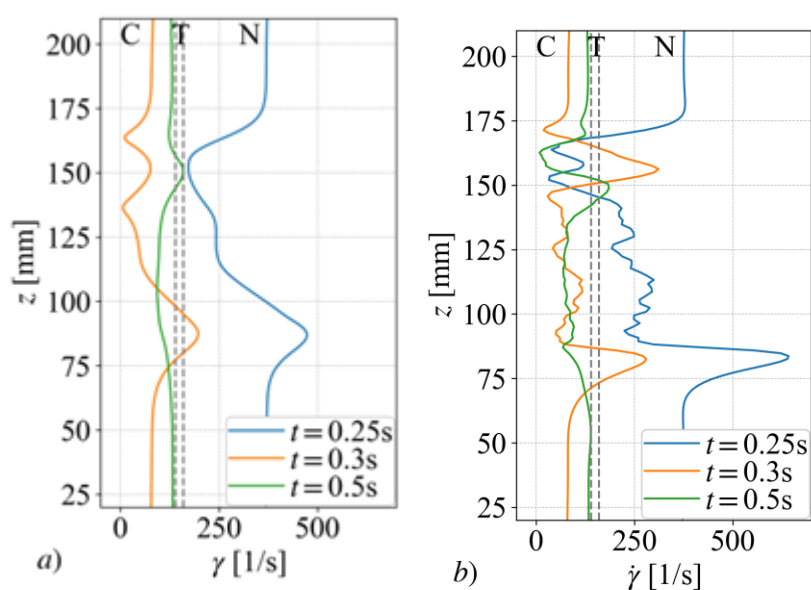 C T N
200
175
150
125
100
75
50
25
z [mm]
t = 0.25s
t = 0.3s
t = 0.5s
0 250 500
γ [1/s]
a)
C T N
200
175
150
125
100
75
50
25
z [mm]
t = 0.25s
t = 0.3s
t = 0.5s
0 250 500
γ̇ [1/s]
b)